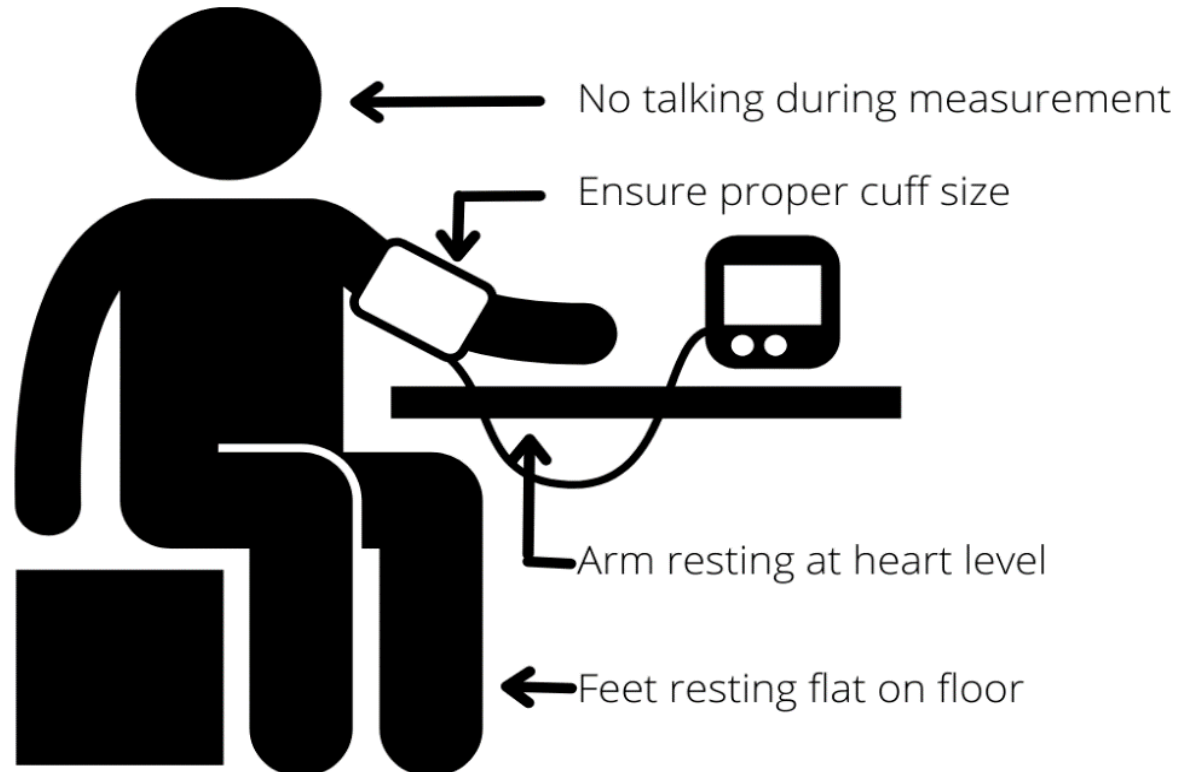 No talking during measurement
Ensure proper cuff size
Arm resting at heart level
Feet resting flat on floor